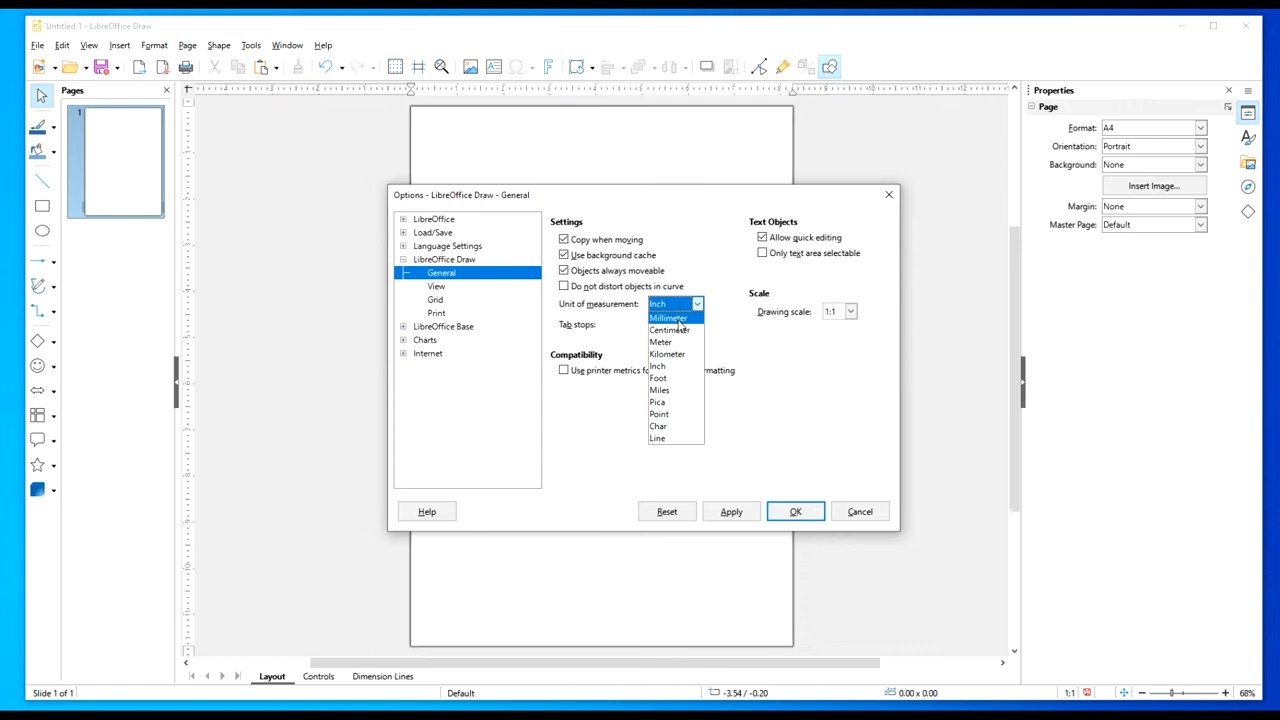 Untitled 1 - LibreOffice Draw
File Edit View Insert Format Page Shape Tools Window Help
Pages
1
Properties
Page
Format: A4
Orientation: Portrait
Background: None
Insert Image...
Margin: None
Master Page: Default
Options - LibreOffice Draw - General
LibreOffice
Load/Save
Language Settings
LibreOffice Draw
General
View
Grid
Print
LibreOffice Base
Charts
Internet
Settings
Copy when moving
Use background cache
Objects always moveable
Do not distort objects in curve
Unit of measurement: Inch
Tab stops:
Millimeter
Centimeter
Meter
Kilometer
Inch
Foot
Miles
Pica
Point
Char
Line
Compatibility
Use printer metrics fo
rmatting
Text Objects
Allow quick editing
Only text area selectable
Scale
Drawing scale: 1:1
Help Reset Apply OK Cancel
Layout Controls Dimension Lines
Slide 1 of 1 Default -3.54 / -0.20 0.00 x 0.00 1:1 68%